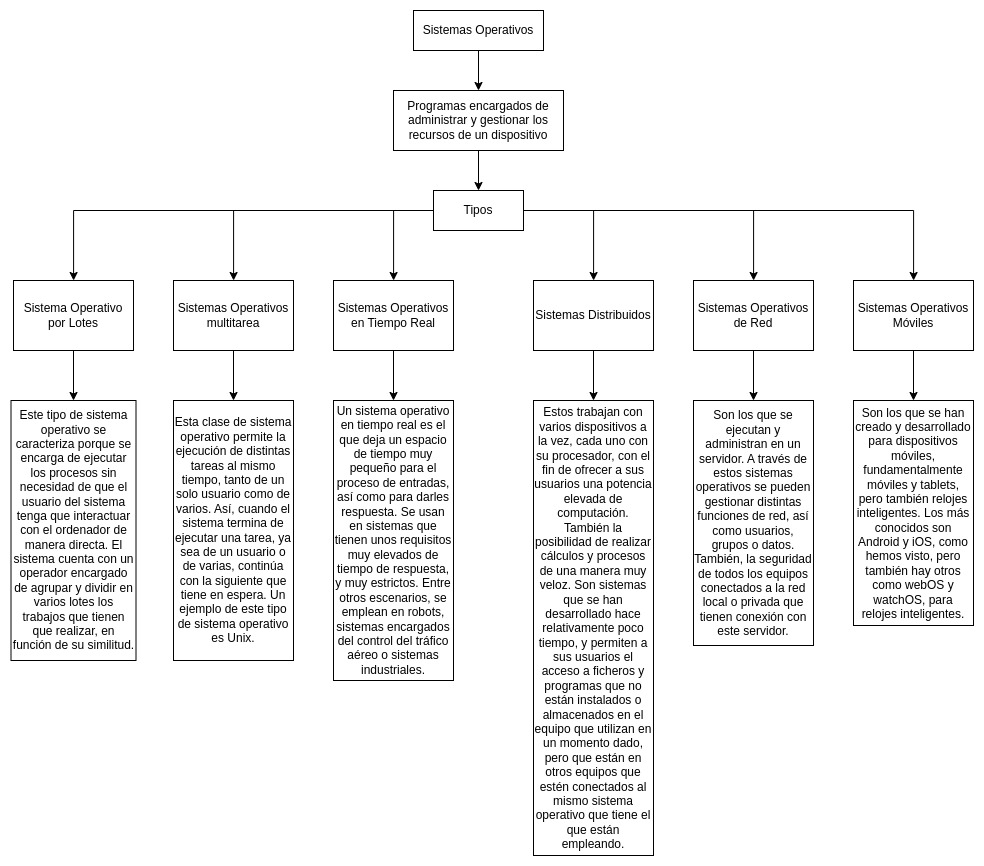 Sistemas Operativos
Programas encargados de
administrar y gestionar los
recursos de un dispositivo
Tipos
Sistema Operativo
por Lotes
Sistemas Operativos
multitarea
Sistemas Operativos
en Tiempo Real
Sistemas Distribuidos
Sistemas Operativos
de Red
Sistemas Operativos
Móviles
Este tipo de sistema
operativo se
caracteriza porque se
encarga de ejecutar
los procesos sin
necesidad de que el
usuario del sistema
tenga que interactuar
con el ordenador de
manera directa. El
sistema cuenta con un
operador encargado
de agrupar y dividir en
varios lotes los
trabajos que tienen
que realizar, en
función de su similitud.
Esta clase de sistema
operativo permite la
ejecución de distintas
tareas al mismo
tiempo, tanto de un
solo usuario como de
varios. Así, cuando el
sistema termina de
ejecutar una tarea, ya
sea de un usuario o
de varias, continúa
con la siguiente que
tiene en espera. Un
ejemplo de este tipo
de sistema operativo
es Unix.
Un sistema operativo
en tiempo real es el
que deja un espacio
de tiempo muy
pequeño para el
proceso de entradas,
así como para darles
respuesta. Se usan
en sistemas que
tienen unos requisitos
muy elevados de
tiempo de respuesta,
y muy estrictos. Entre
otros escenarios, se
emplean en robots,
sistemas encargados
del control del tráfico
aéreo o sistemas
industriales.
Estos trabajan con
varios dispositivos a
la vez, cada uno con
su procesador, con el
fin de ofrecer a sus
usuarios una potencia
elevada de
computación.
También la
posibilidad de realizar
cálculos y procesos
de una manera muy
veloz. Son sistemas
que se han
desarrollado hace
relativamente poco
tiempo, y permiten a
sus usuarios el
acceso a ficheros y
programas que no
están instalados o
almacenados en el
equipo que utilizan en
un momento dado,
pero que están en
otros equipos que
estén conectados al
mismo sistema
operativo que tiene el
que están
empleando.
Son los que se
ejecutan y
administran en un
servidor. A través de
estos sistemas
operativos se pueden
gestionar distintas
funciones de red, así
como usuarios,
grupos o datos.
También, la seguridad
de todos los equipos
conectados a la red
local o privada que
tienen conexión con
este servidor.
Son los que se han
creado y desarrollado
para dispositivos
móviles,
fundamentalmente
móviles y tablets,
pero también relojes
inteligentes. Los más
conocidos son
Android y iOS, como
hemos visto, pero
también hay otros
como webOS y
watchOS, para
relojes inteligentes.